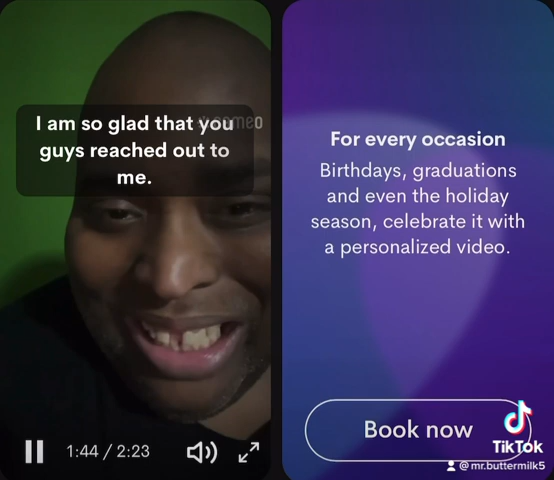 cameo
I am so glad that you
guys reached out to
me.
1:44 / 2:23
For every occasion
Birthdays, graduations
and even the holiday
season, celebrate it with
a personalized video.
Book now
TikTok
@mr.buttermilk5